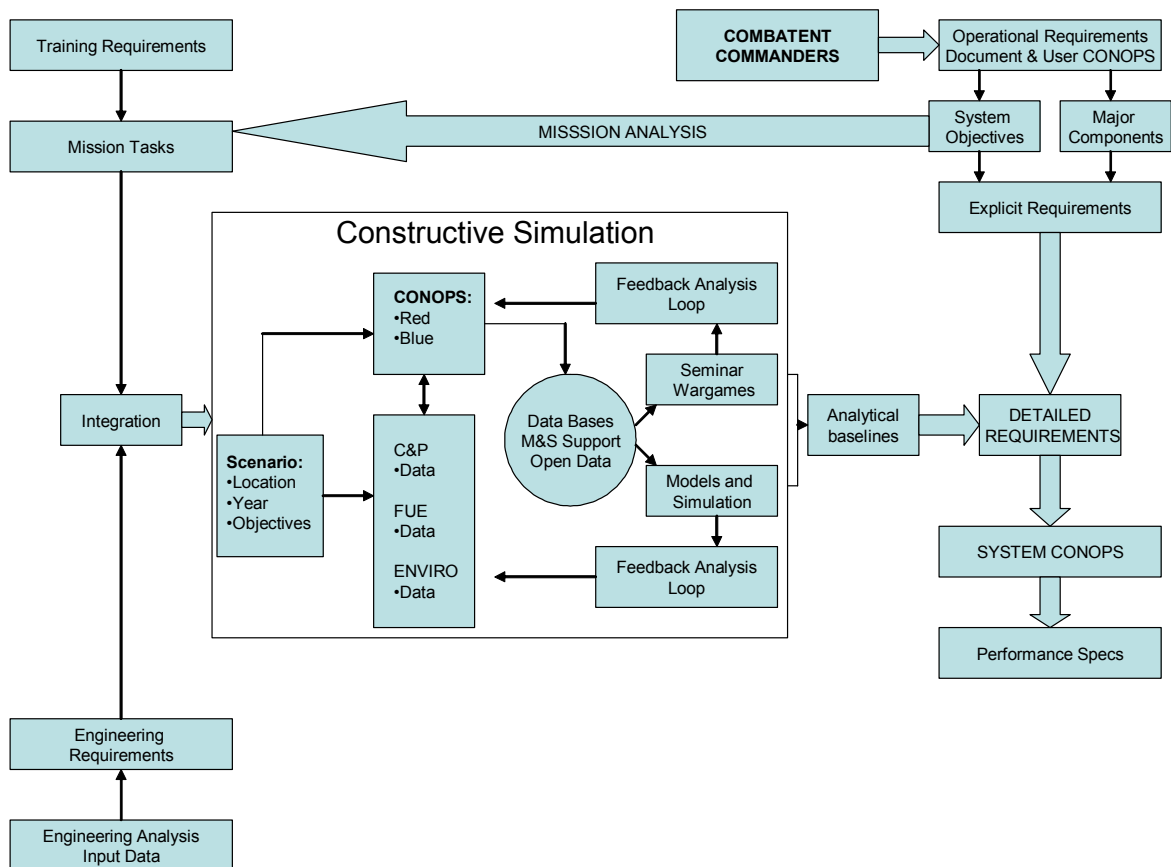 Training Requirements
COMBATENT
COMMANDERS
Operational Requirements
Document & User CONOPS
Mission Tasks
MISSSION ANALYSIS
System
Objectives
Major
Components
Explicit Requirements
Constructive Simulation
CONOPS:
•Red
•Blue
Feedback Analysis
Loop
Seminar
Wargames
Integration
Data Bases
M&S Support
Open Data
Analytical
baselines
DETAILED
REQUIREMENTS
Scenario:
•Location
•Year
•Objectives
C&P
•Data
FUE
•Data
ENVIRO
•Data
Models and
Simulation
Feedback Analysis
Loop
SYSTEM CONOPS
Performance Specs
Engineering
Requirements
Engineering Analysis
Input Data